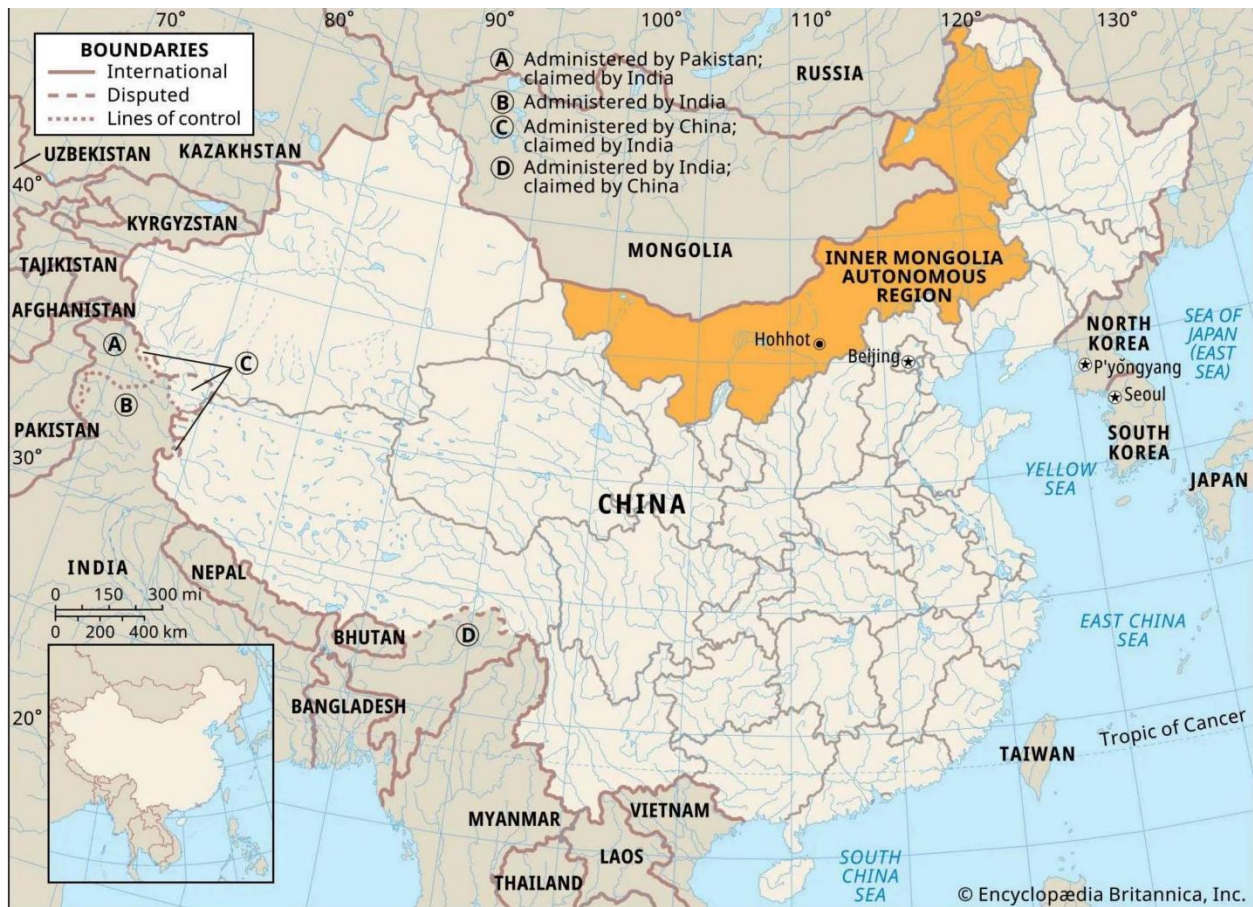 70°
80°
90°
100°
110°
120°
130°
BOUNDARIES
International
Disputed
Lines of control
A Administered by Pakistan;
claimed by India
B Administered by India
C Administered by China;
claimed by India
D Administered by India;
claimed by China
RUSSIA
UZBEKISTAN
KAZAKHSTAN
40°
KYRGYZSTAN
MONGOLIA
INNER MONGOLIA
AUTONOMOUS
REGION
TAJIKISTAN
AFGHANISTAN
A
C
B
Hohhot
Beijing
NORTH
KOREA
P'yŏngyang
Seoul
SOUTH
KOREA
SEA OF
JAPAN (EAST
SEA)
PAKISTAN
30°
YELLOW
SEA
JAPAN
CHINA
INDIA
NEPAL
0 150 300 mi
0 200 400 km
BHUTAN
D
EAST CHINA
SEA
BANGLADESH
20°
TAIWAN
Tropic of Cancer
MYANMAR
VIETNAM
LAOS
THAILAND
SOUTH
CHINA
SEA
© Encyclopædia Britannica, Inc.